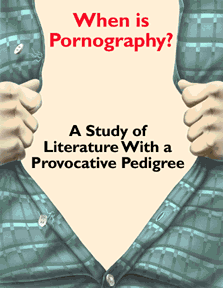 When is
Pornography?
A Study of
Literature With a
Provocative Pedigree